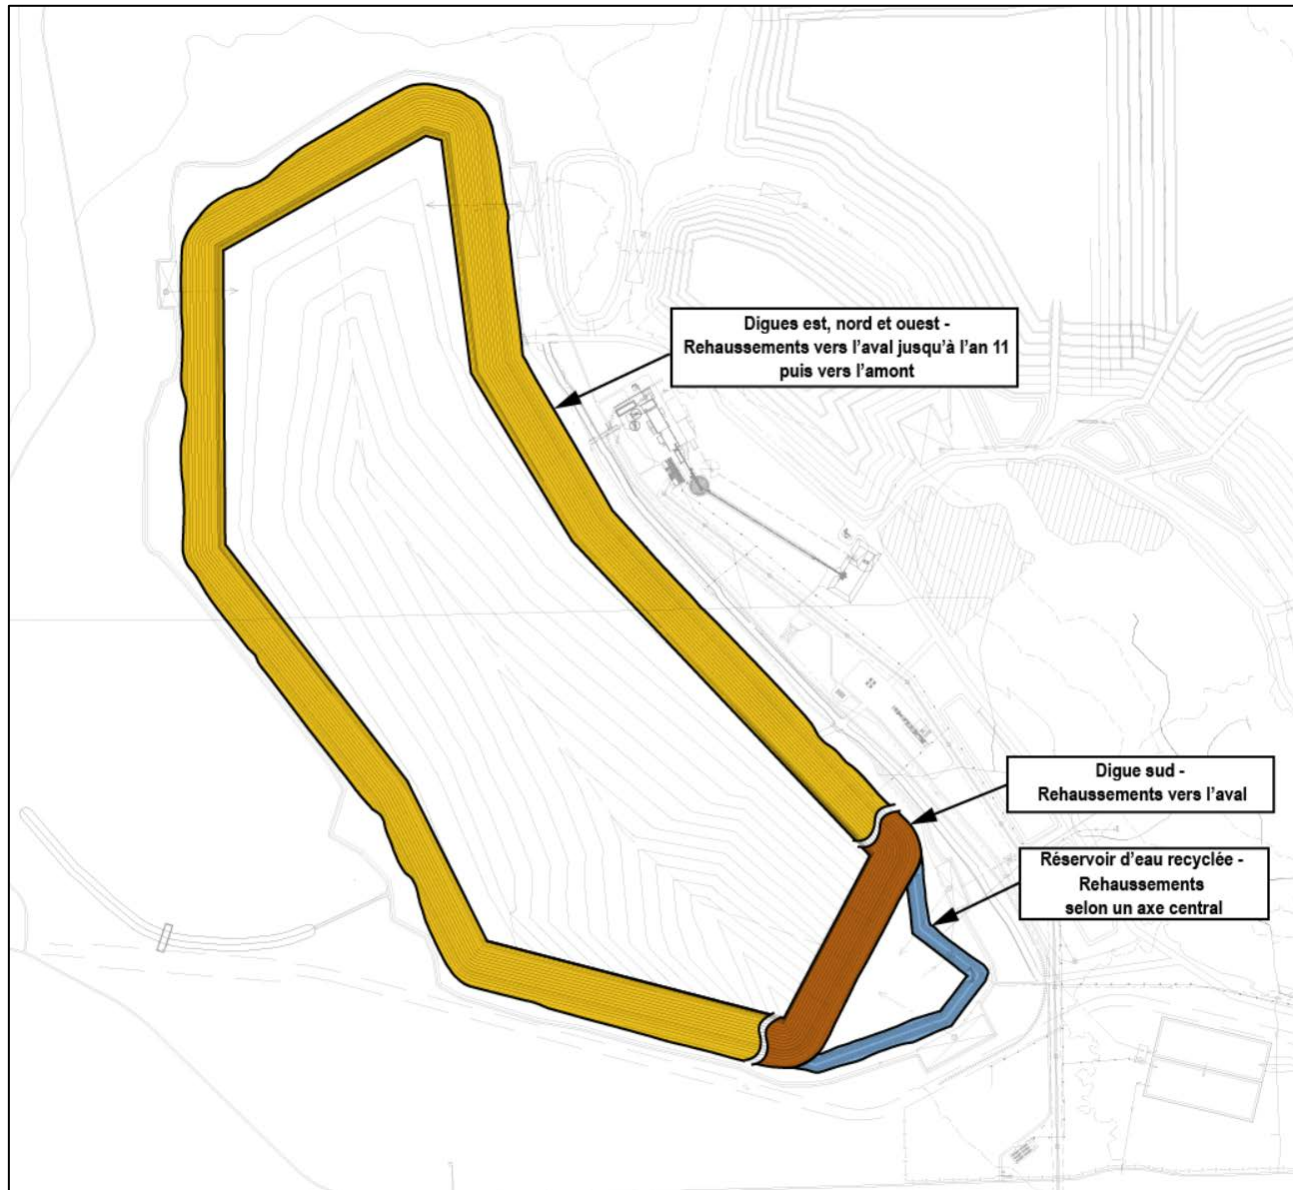 Digues est, nord et ouest -
Rehaussements vers l'aval jusqu'à l'an 11
puis vers l'amont
Digue sud -
Rehaussements vers l'aval
Réservoir d'eau recyclée -
Rehaussements
selon un axe central